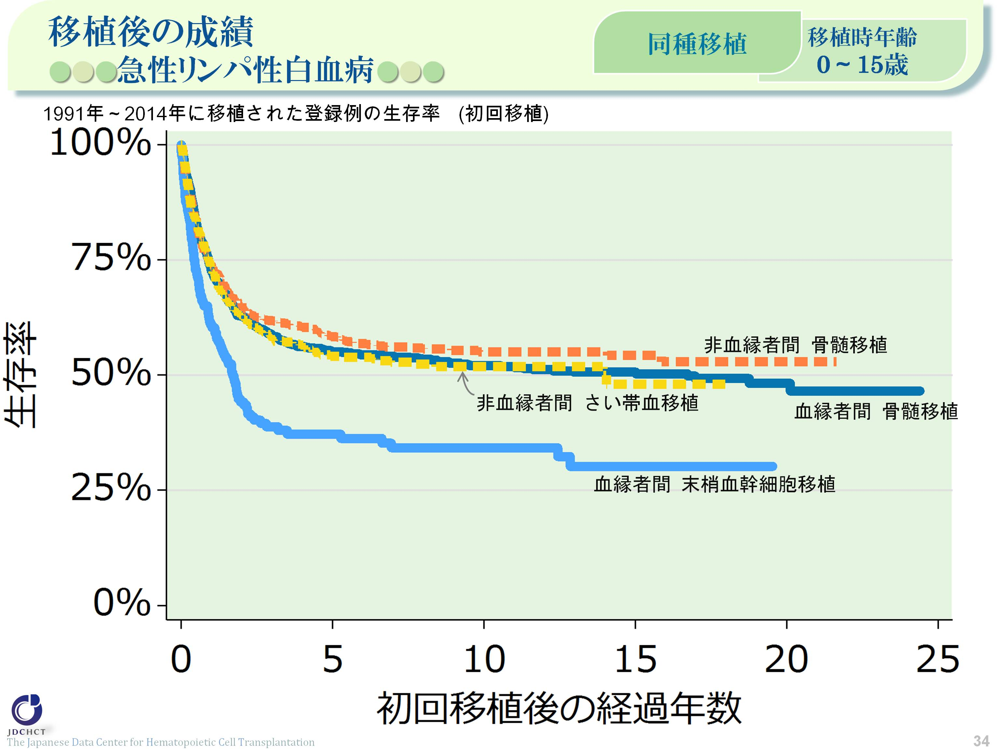 移植後の成績
急性リンパ性白血病
同種移植
移植時年齢
0～15歳
1991年～2014年に移植された登録例の生存率　(初回移植)
100%
75%
50%
25%
0%
生存率
非血縁者間　骨髄移植
非血縁者間　さい帯血移植
血縁者間　骨髄移植
血縁者間　末梢血幹細胞移植
0 5 10 15 20 25
初回移植後の経過年数
JDCHCT
The Japanese Data Center for Hematopoietic Cell Transplantation
34